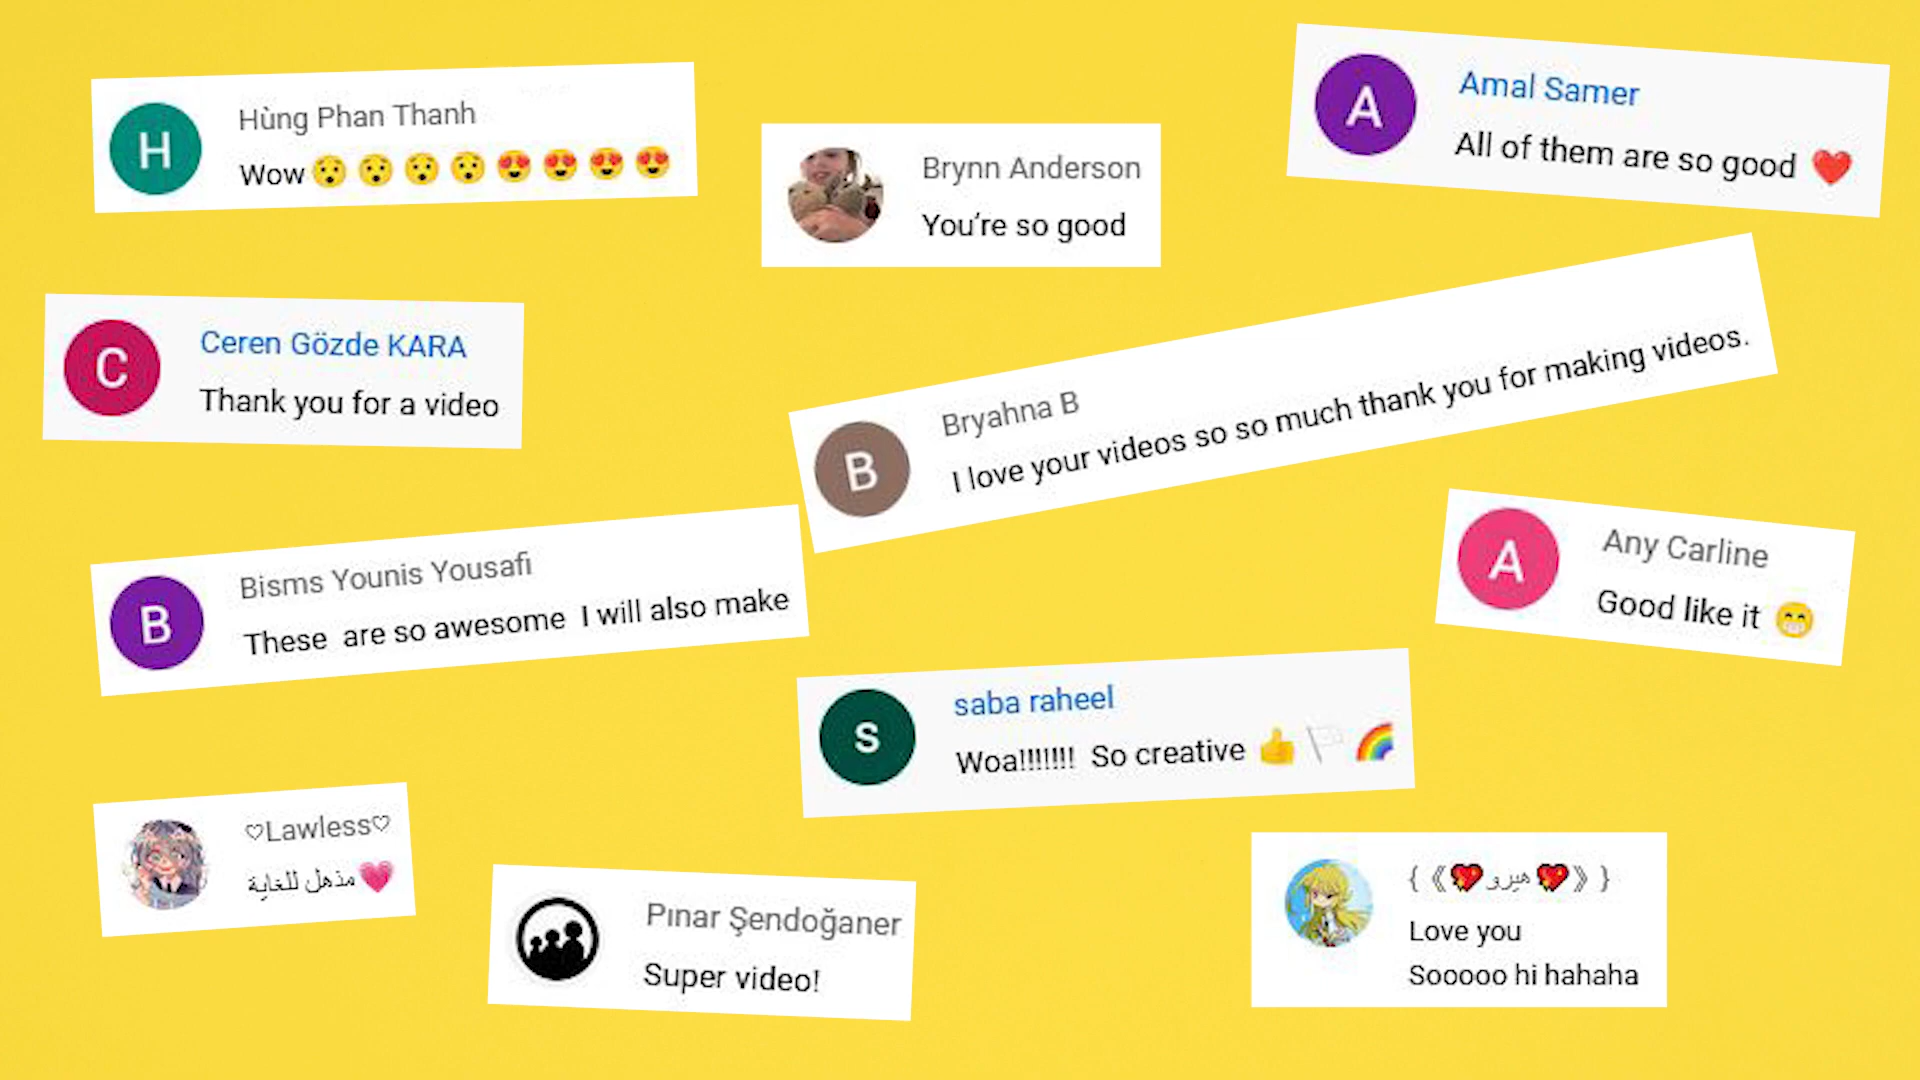 H
Hùng Phan Thanh
Wow😯😯😯😯😍😍😍😍
Brynn Anderson
You're so good
A
Amal Samer
All of them are so good ❤️
C
Ceren Gözde KARA
Thank you for a video
B
Bryahna B
I love your videos so so much thank you for making videos.
B
Bisms Younis Yousafi
These are so awesome I will also make
A
Any Carline
Good like it 😁
S
saba raheel
Woa!!!!!!! So creative 👍🏳️🌈
♡Lawless♡
مذهل للغاية💗
Pınar Şendoğaner
Super video!
{《💖هيرو💖》}
Love you
Sooooo hi hahaha